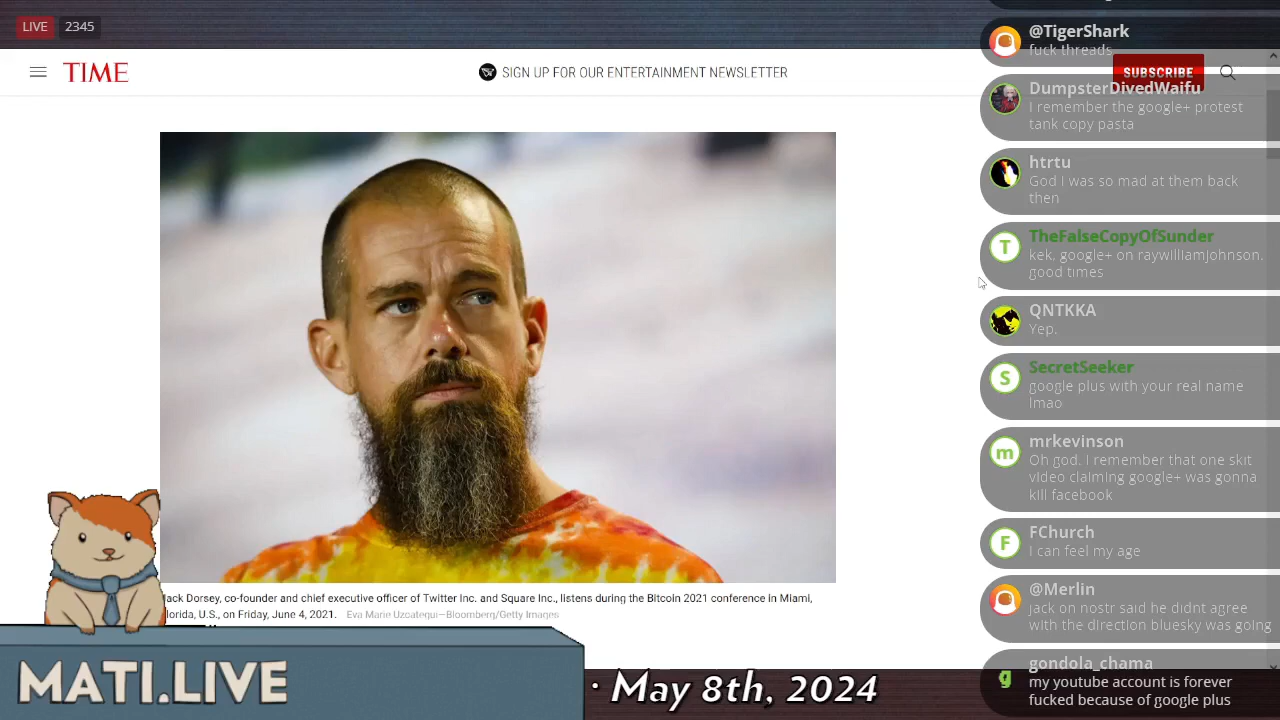 LIVE 2345
TIME
SIGN UP FOR OUR ENTERTAINMENT NEWSLETTER
SUBSCRIBE
@TigerShark
fuck threads
DumpsterDivedWaifu
I remember the google+ protest
tank copy pasta
htrtu
God I was so mad at them back
then
T
TheFalseCopyOfSunder
kek, google+ on raywilliamjohnson.
good times
QNTKKA
Yep.
S
SecretSeeker
google plus with your real name
lmao
m
mrkevinson
Oh god. I remember that one skit
video claiming google+ was gonna
kill facebook
F
FChurch
I can feel my age
@Merlin
jack on nostr said he didnt agree
with the direction bluesky was going
g
gondola_chama
my youtube account is forever
fucked because of google plus
ack Dorsey, co-founder and chief executive officer of Twitter Inc. and Square Inc., listens during the Bitcoin 2021 conference in Miami,
lorida, U.S., on Friday, June 4, 2021. Eva Marie Uzcategui—Bloomberg/Getty Images
MATI.LIVE
· May 8th, 2024